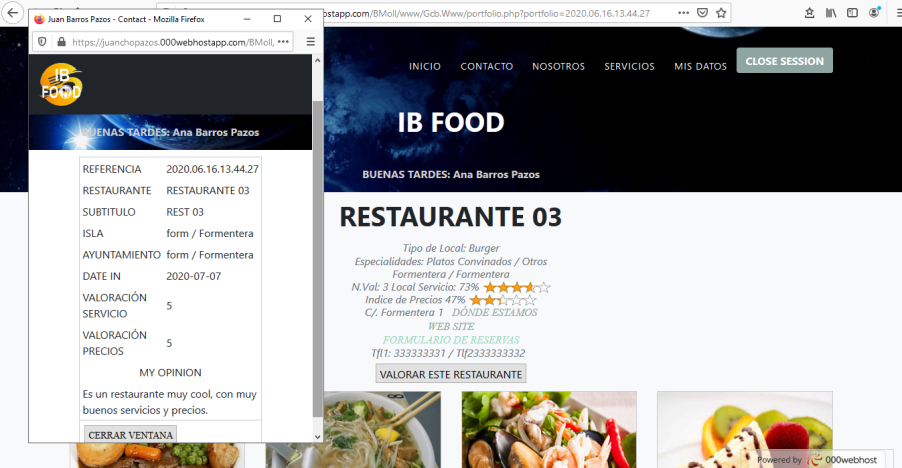 Juan Barros Pazos - Contact - Mozilla Firefox
https://juanchopazos.000webhostapp.com/BMoll,
IB
FOOD
BUENAS TARDES: Ana Barros Pazos
REFERENCIA 2020.06.16.13.44.27
RESTAURANTE RESTAURANTE 03
SUBTITULO REST 03
ISLA form / Formentera
AYUNTAMIENTO form / Formentera
DATE IN 2020-07-07
VALORACIÓN
SERVICIO 5
VALORACIÓN
PRECIOS 5
MY OPINION
Es un restaurante muy cool, con muy
buenos servicios y precios.
CERRAR VENTANA
stapp.com/BMoll/www/Gcb.Www/portfolio.php?portfolio=2020.06.16.13.44.27
INICIO CONTACTO NOSOTROS SERVICIOS MIS DATOS CLOSE SESSION
IB FOOD
BUENAS TARDES: Ana Barros Pazos
RESTAURANTE 03
Tipo de Local: Burger
Especialidades: Platos Convinados / Otros
Formentera / Formentera
N.Val: 3 Local Servicio: 73%
Indice de Precios 47%
C/. Formentera 1 DÓNDE ESTAMOS
WEB SITE
FORMULARIO DE RESERVAS
Tfl1: 333333331 / Tlf2333333332
VALORAR ESTE RESTAURANTE
Powered by 000webhost